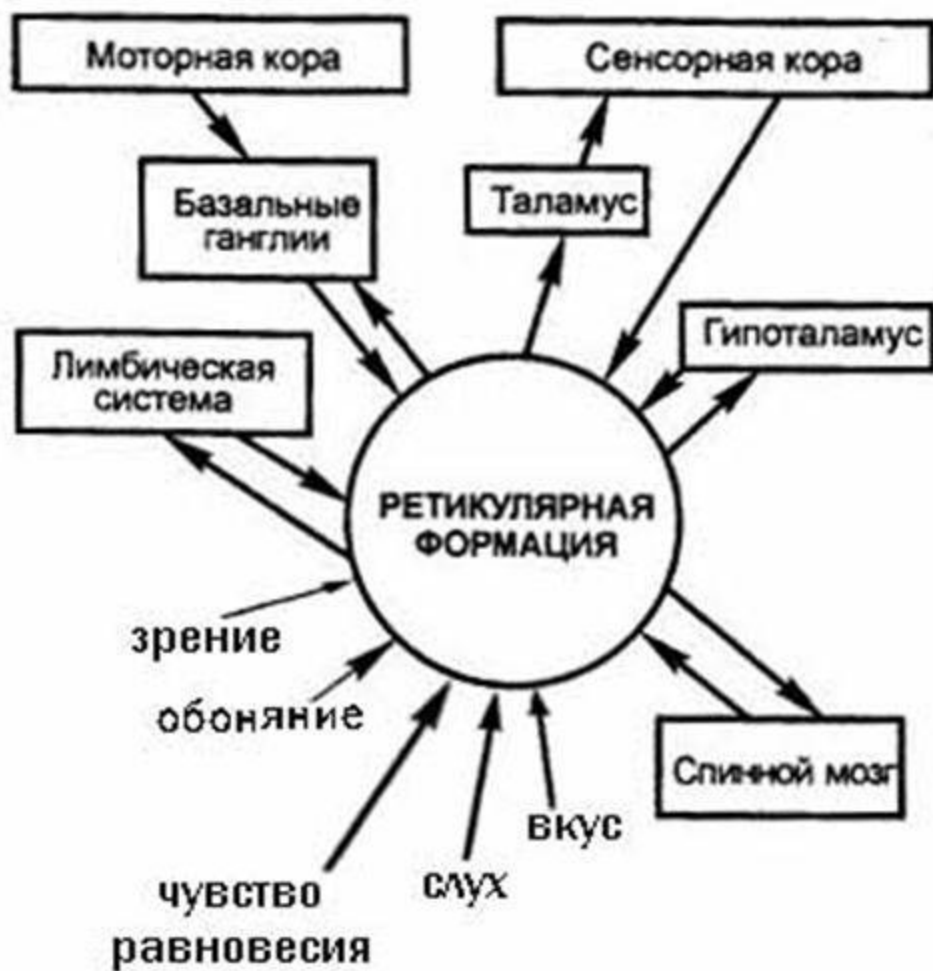 Моторная кора
Сенсорная кора
Базальные
ганглии
Таламус
Гипоталамус
Лимбическая
система
РЕТИКУЛЯРНАЯ
ФОРМАЦИЯ
зрение
обоняние
Спинной мозг
вкус
слух
чувство
равновесия